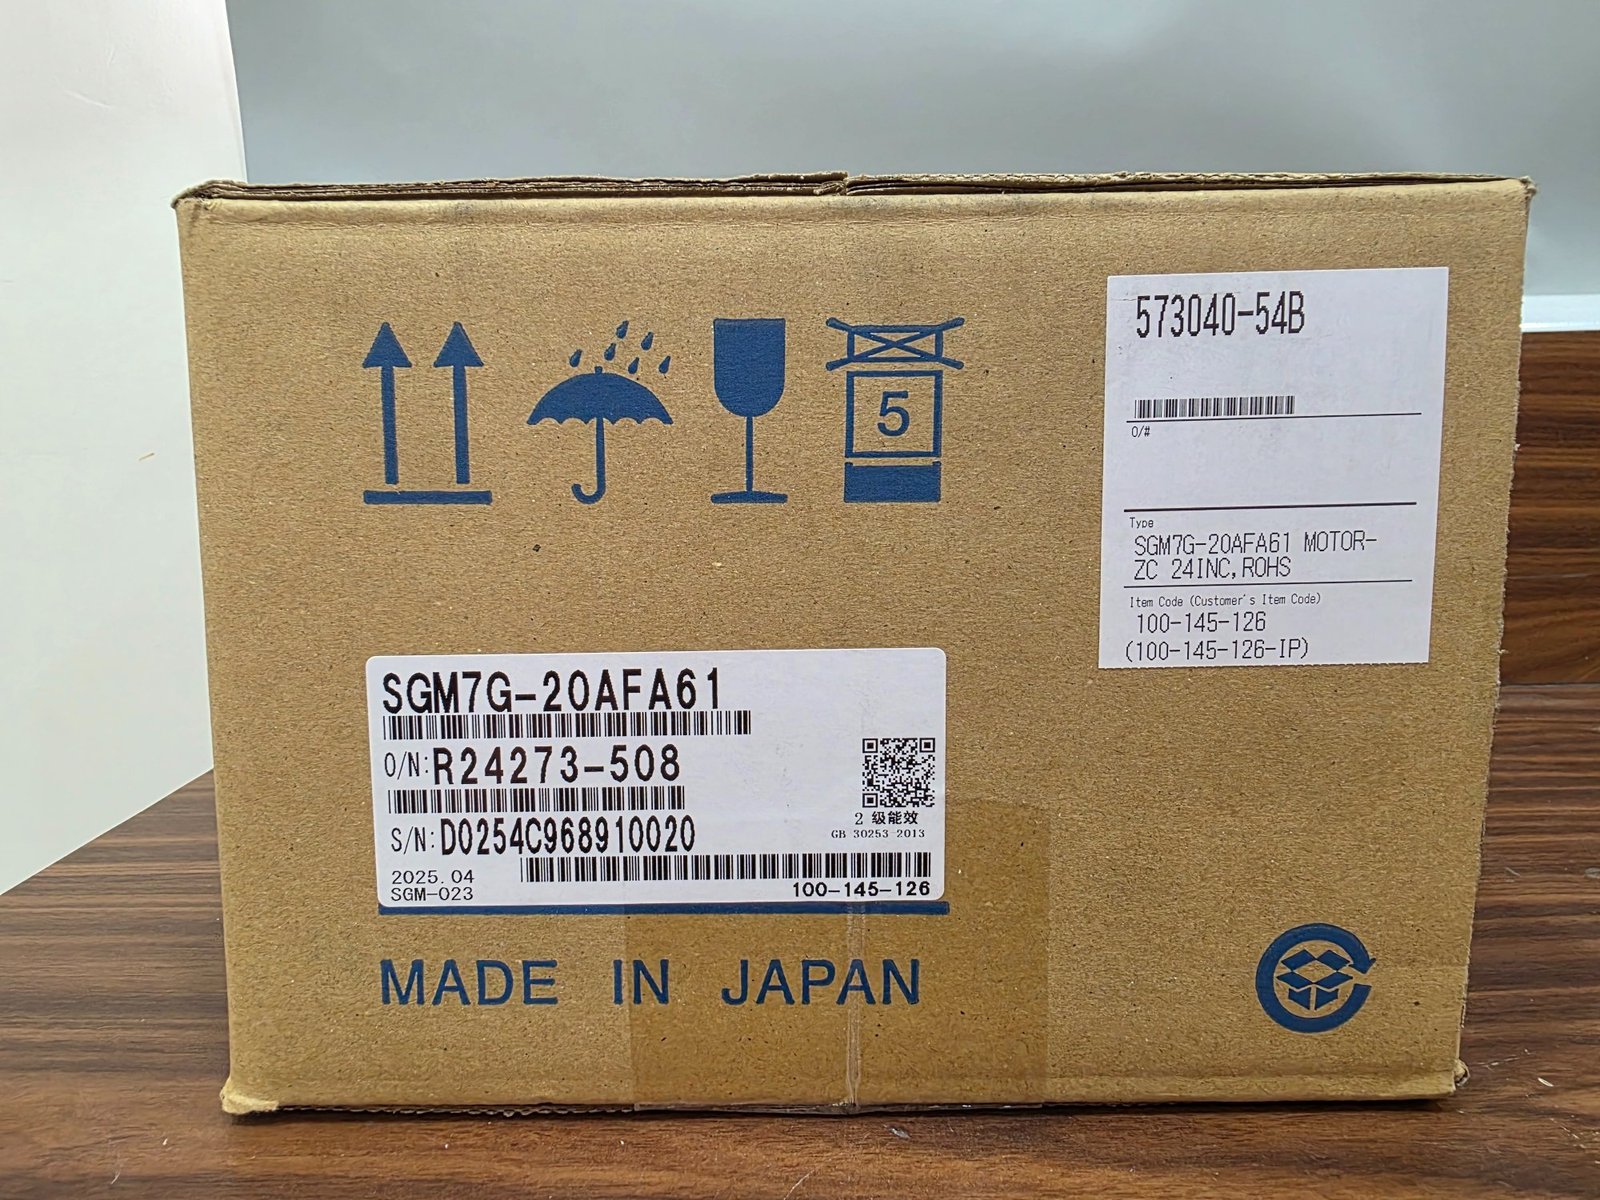 5
573040-54B
O/#
Type
SGM7G-20AFA61 MOTOR-
ZC 24INC,ROHS
Item Code (Customer's Item Code)
100-145-126
(100-145-126-IP)
SGM7G-20AFA61
O/N:R24273-508
S/N:D0254C968910020
2 级能效
GB 30253-2013
2025.04
SGM-023
100-145-126
MADE IN JAPAN